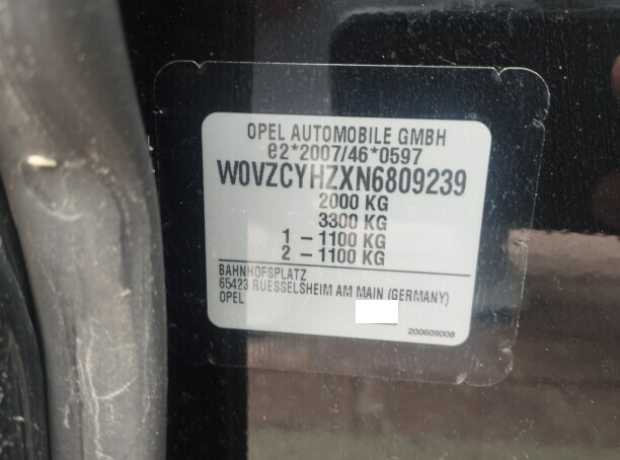 OPEL AUTOMOBILE GMBH
e2*2007/46*0597
W0VZCYHZXN6809239
2000 KG
3300 KG
1 – 1100 KG
2 – 1100 KG
BAHNHOFSPLATZ
65423 RUESSELSHEIM AM MAIN (GERMANY)
OPEL